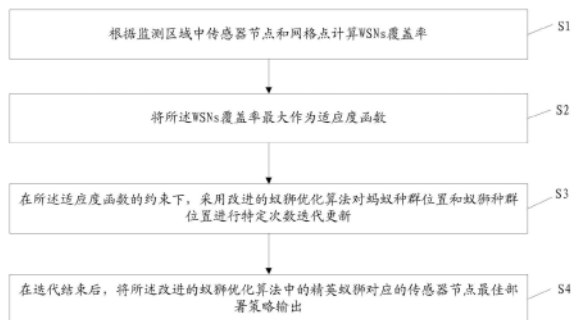 根据监测区域中传感器节点和网格点计算WSNs覆盖率
S1
将所述WSNs覆盖率最大作为适应度函数
S2
在所述适应度函数的约束下，采用改进的蚁狮优化算法对蚂蚁种群位置和蚁狮种群
位置进行特定次数迭代更新
S3
在迭代结束后，将所述改进的蚁狮优化算法中的精英蚁狮对应的传感器节点最佳部
署策略输出
S4